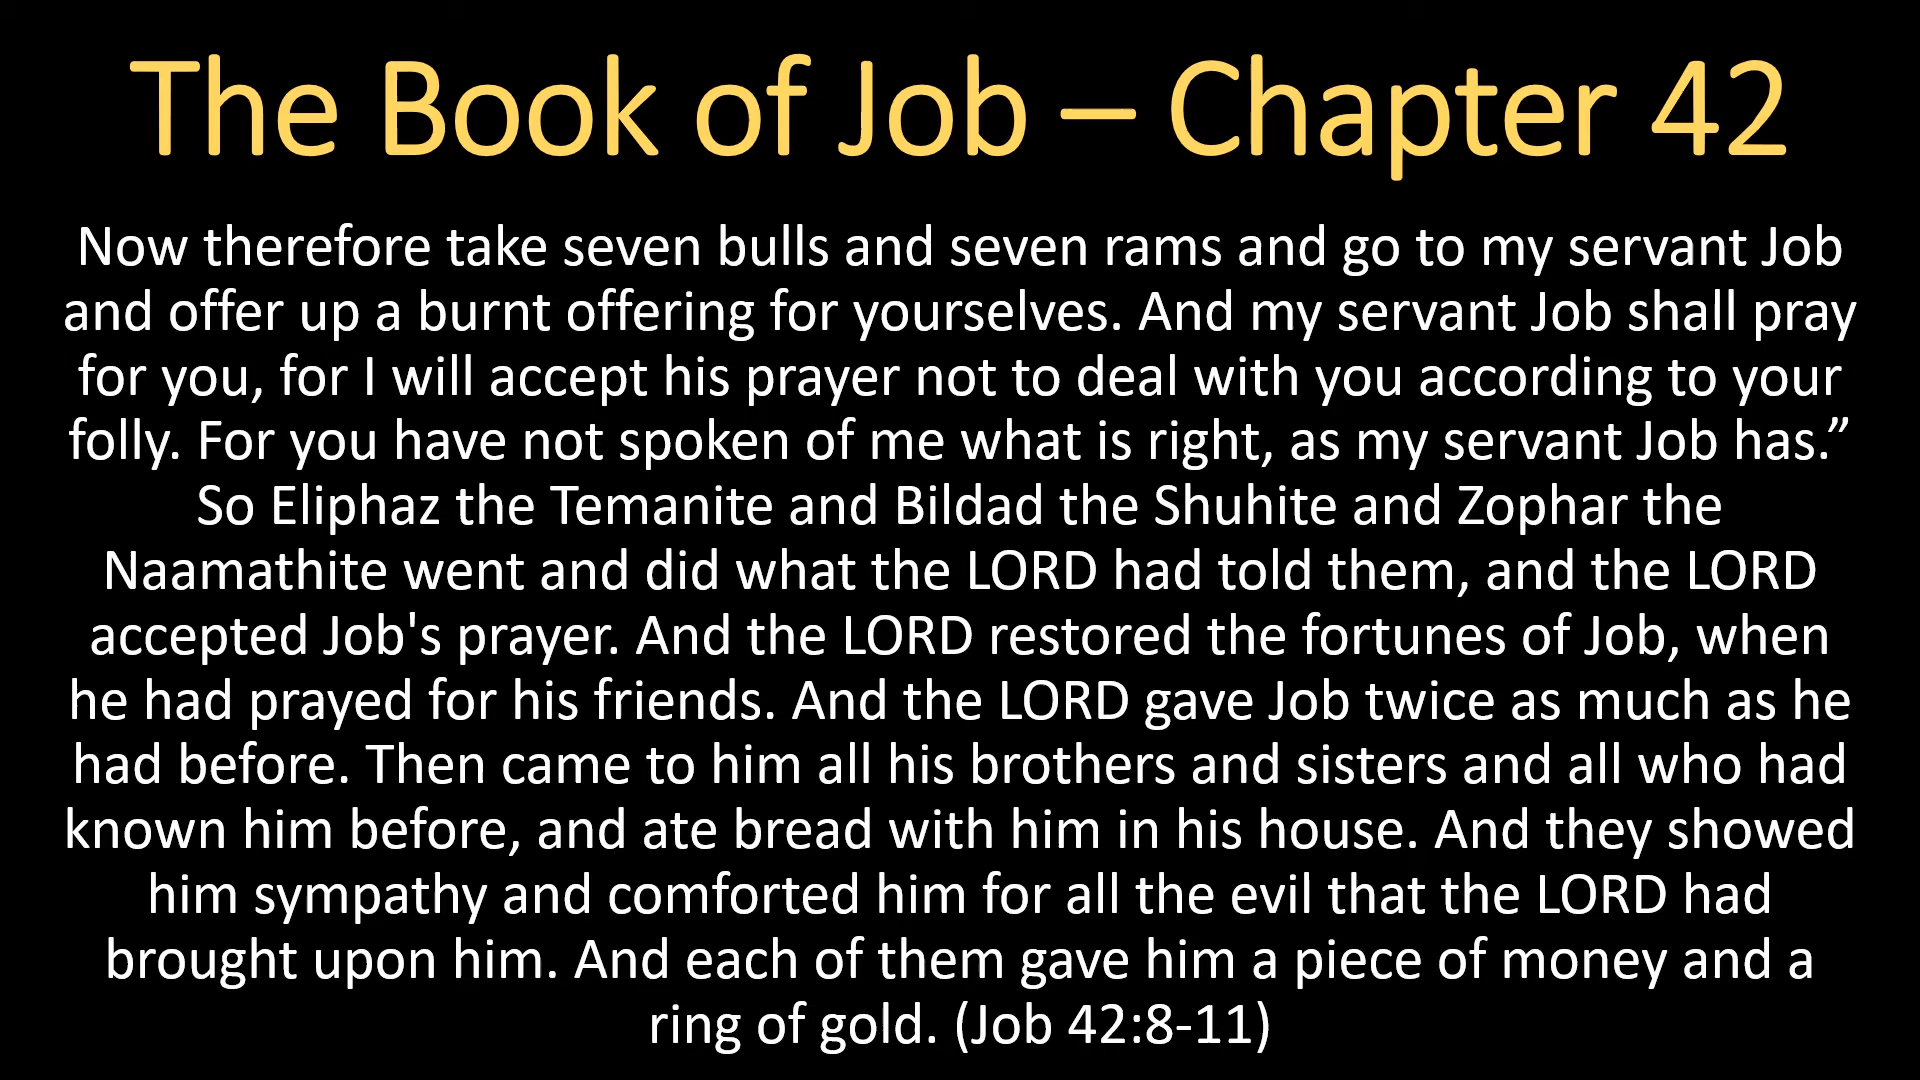 The Book of Job – Chapter 42
Now therefore take seven bulls and seven rams and go to my servant Job
and offer up a burnt offering for yourselves. And my servant Job shall pray
for you, for I will accept his prayer not to deal with you according to your
folly. For you have not spoken of me what is right, as my servant Job has.”
So Eliphaz the Temanite and Bildad the Shuhite and Zophar the
Naamathite went and did what the LORD had told them, and the LORD
accepted Job's prayer. And the LORD restored the fortunes of Job, when
he had prayed for his friends. And the LORD gave Job twice as much as he
had before. Then came to him all his brothers and sisters and all who had
known him before, and ate bread with him in his house. And they showed
him sympathy and comforted him for all the evil that the LORD had
brought upon him. And each of them gave him a piece of money and a
ring of gold. (Job 42:8-11)